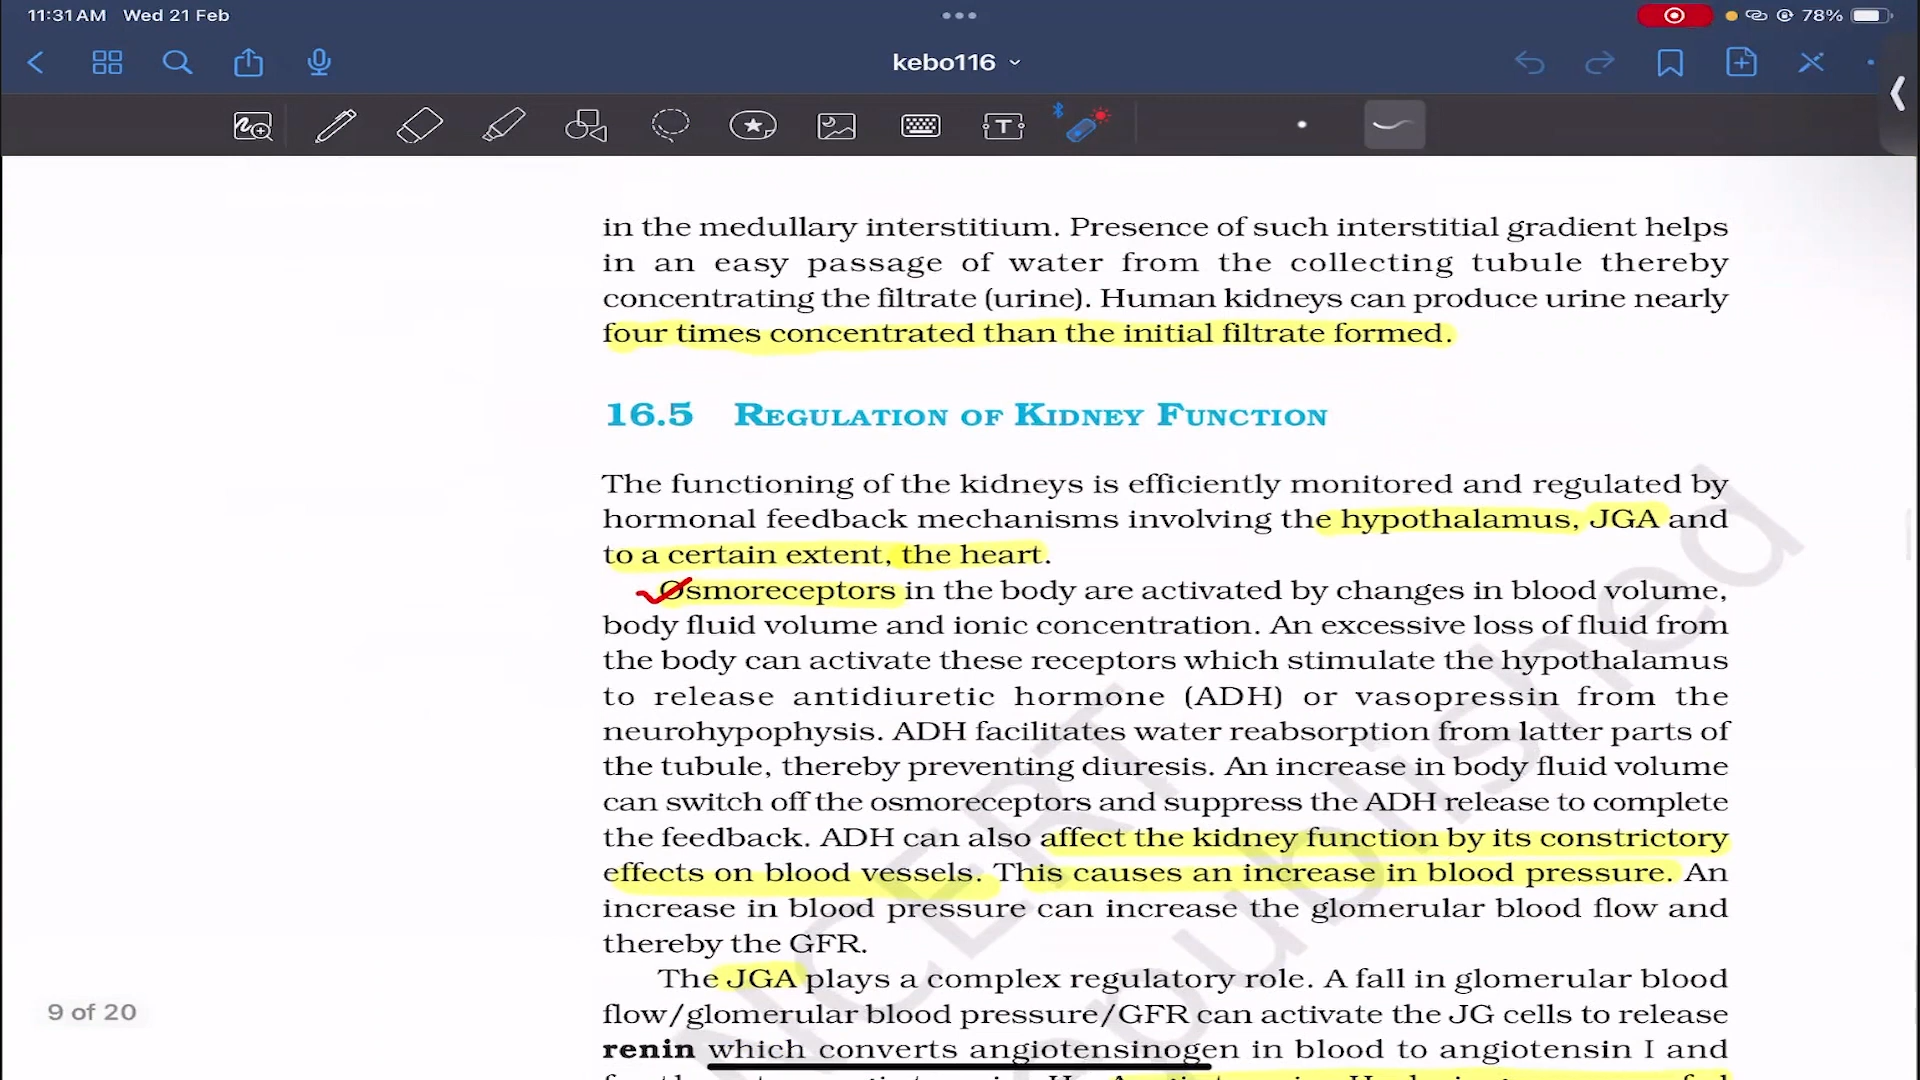 11:31 AM Wed 21 Feb
78%
kebo116
in the medullary interstitium. Presence of such interstitial gradient helps
in an easy passage of water from the collecting tubule thereby
concentrating the filtrate (urine). Human kidneys can produce urine nearly
four times concentrated than the initial filtrate formed.
16.5 REGULATION OF KIDNEY FUNCTION
The functioning of the kidneys is efficiently monitored and regulated by
hormonal feedback mechanisms involving the hypothalamus, JGA and
to a certain extent, the heart.
Osmoreceptors in the body are activated by changes in blood volume,
body fluid volume and ionic concentration. An excessive loss of fluid from
the body can activate these receptors which stimulate the hypothalamus
to release antidiuretic hormone (ADH) or vasopressin from the
neurohypophysis. ADH facilitates water reabsorption from latter parts of
the tubule, thereby preventing diuresis. An increase in body fluid volume
can switch off the osmoreceptors and suppress the ADH release to complete
the feedback. ADH can also affect the kidney function by its constrictory
effects on blood vessels. This causes an increase in blood pressure. An
increase in blood pressure can increase the glomerular blood flow and
thereby the GFR.
The JGA plays a complex regulatory role. A fall in glomerular blood
flow/glomerular blood pressure/GFR can activate the JG cells to release
renin which converts angiotensinogen in blood to angiotensin I and
9 of 20